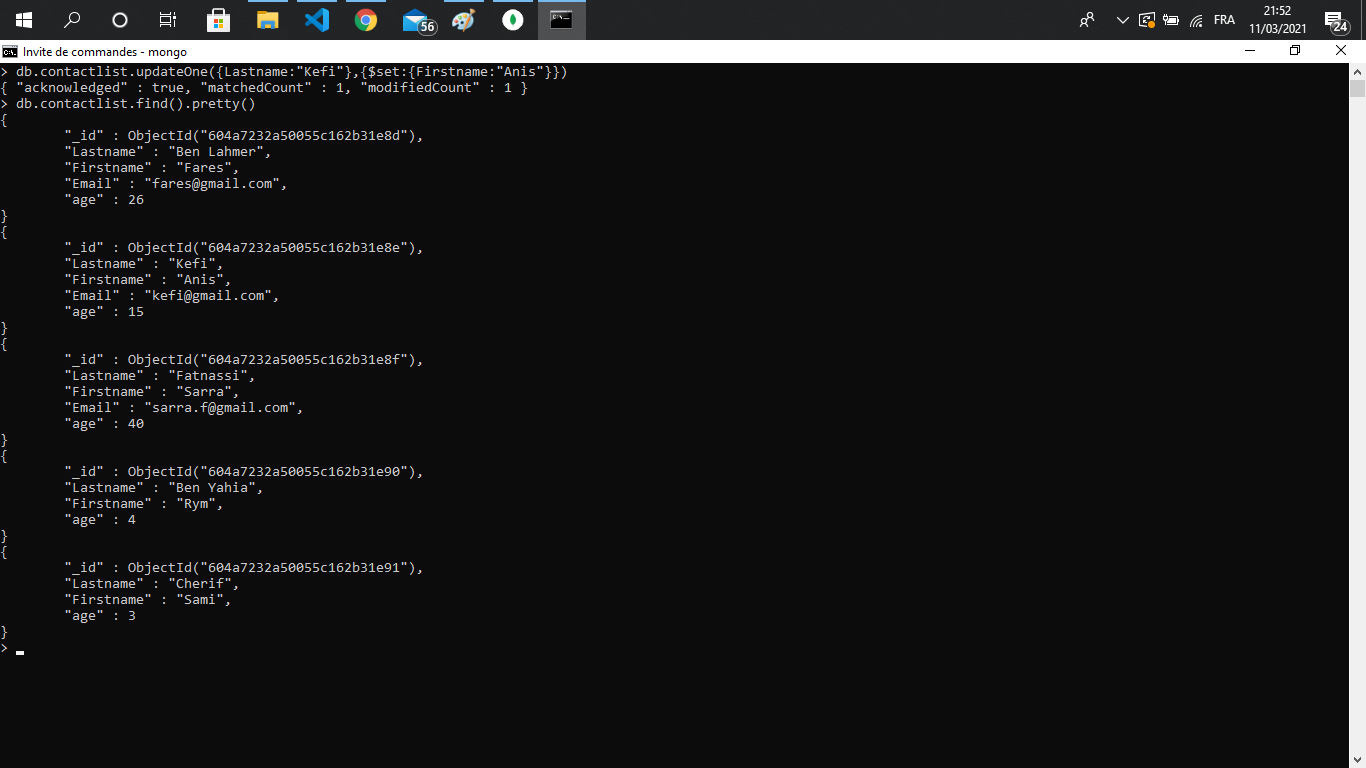 56
FRA
21:52
11/03/2021
24
Invite de commandes - mongo
> db.contactlist.updateOne({Lastname:"Kefi"},{$set:{Firstname:"Anis"}})
{ "acknowledged" : true, "matchedCount" : 1, "modifiedCount" : 1 }
> db.contactlist.find().pretty()
{
        "_id" : ObjectId("604a7232a50055c162b31e8d"),
        "Lastname" : "Ben Lahmer",
        "Firstname" : "Fares",
        "Email" : "fares@gmail.com",
        "age" : 26
}
{
        "_id" : ObjectId("604a7232a50055c162b31e8e"),
        "Lastname" : "Kefi",
        "Firstname" : "Anis",
        "Email" : "kefi@gmail.com",
        "age" : 15
}
{
        "_id" : ObjectId("604a7232a50055c162b31e8f"),
        "Lastname" : "Fatnassi",
        "Firstname" : "Sarra",
        "Email" : "sarra.f@gmail.com",
        "age" : 40
}
{
        "_id" : ObjectId("604a7232a50055c162b31e90"),
        "Lastname" : "Ben Yahia",
        "Firstname" : "Rym",
        "age" : 4
}
{
        "_id" : ObjectId("604a7232a50055c162b31e91"),
        "Lastname" : "Cherif",
        "Firstname" : "Sami",
        "age" : 3
}
>